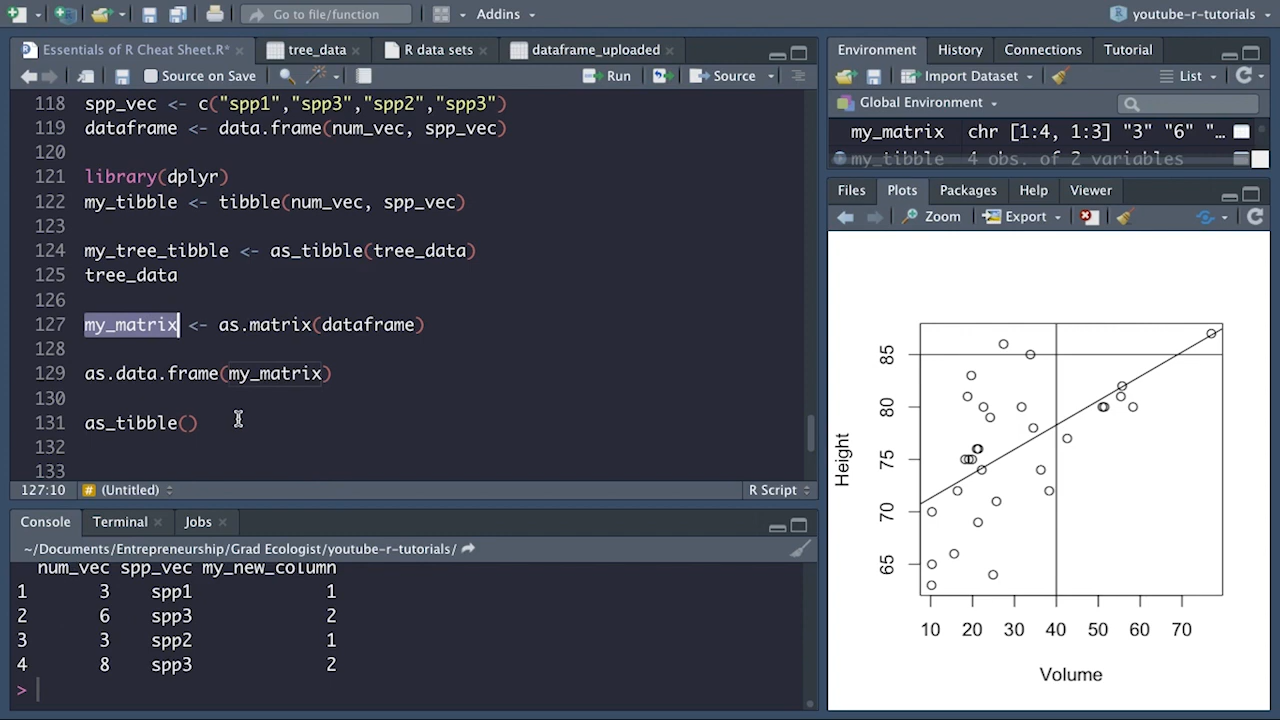 Go to file/function
Addins
youtube-r-tutorials
Essentials of R Cheat Sheet.R*
tree_data
R data sets
dataframe_uploaded
Source on Save
Run
Source
118 spp_vec <- c("spp1","spp3","spp2","spp3")
119 dataframe <- data.frame(num_vec, spp_vec)
120
121 library(dplyr)
122 my_tibble <- tibble(num_vec, spp_vec)
123
124 my_tree_tibble <- as_tibble(tree_data)
125 tree_data
126
127 my_matrix <- as.matrix(dataframe)
128
129 as.data.frame(my_matrix)
130
131 as_tibble()
132
133
127:10
# (Untitled)
R Script
Console Terminal Jobs
~/Documents/Entrepreneurship/Grad Ecologist/youtube-r-tutorials/
num_vec spp_vec my_new_column
1 3 spp1 1
2 6 spp3 2
3 3 spp2 1
4 8 spp3 2
>
Environment History Connections Tutorial
Import Dataset
List
Global Environment
my_matrix chr [1:4, 1:3] "3" "6" "…
my_tibble 4 obs. of 2 variables
Files Plots Packages Help Viewer
Zoom Export
Height
85
80
75
70
65
10 20 30 40 50 60 70
Volume